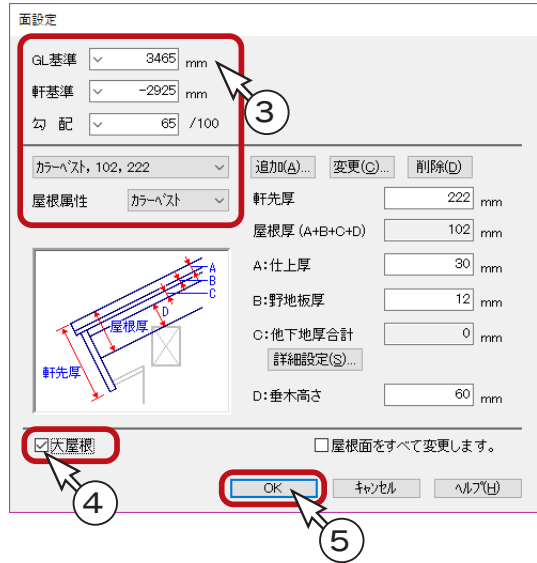 面設定
GL基準 3465 mm
軒基準 -2925 mm
勾 配 65 /100
③
カラーベスト, 102, 222
追加(A)... 変更(C)... 削除(D)
屋根属性 カラーベスト
軒先厚 222 mm
屋根厚 (A+B+C+D) 102 mm
A:仕上厚 30 mm
B:野地板厚 12 mm
C:他下地厚合計 0 mm
詳細設定(S)...
D:垂木高さ 60 mm
A
B
C
D
屋根厚
軒先厚
大屋根
屋根面をすべて変更します。
④
OK キャンセル ヘルプ(H)
⑤